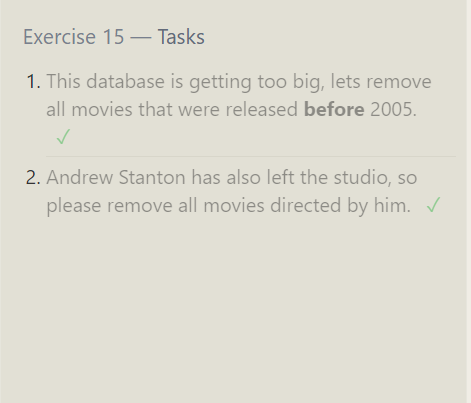 Exercise 15 — Tasks
1. This database is getting too big, lets remove
all movies that were released before 2005.
✓
2. Andrew Stanton has also left the studio, so
please remove all movies directed by him. ✓